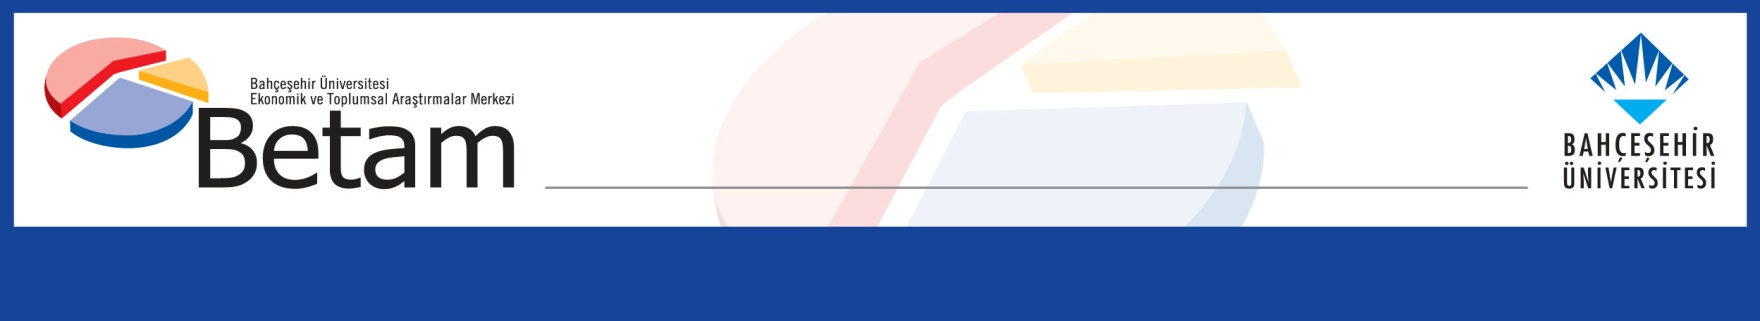 Bahçeşehir Üniversitesi
Ekonomik ve Toplumsal Araştırmalar Merkezi
Betam
BAHÇEŞEHİR
ÜNİVERSİTESİ